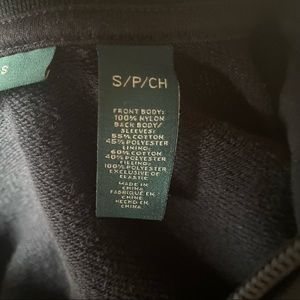 S
S/P/CH
FRONT BODY:
100% NYLON
BACK BODY/
SLEEVES:
55% COTTON
45% POLYESTER
LINING:
60% COTTON
40% POLYESTER
FILLING:
100% POLYESTER
EXCLUSIVE OF
ELASTIC
MADE IN
CHINA
FABRIQUE EN
CHINE
HECHO EN
CHINA